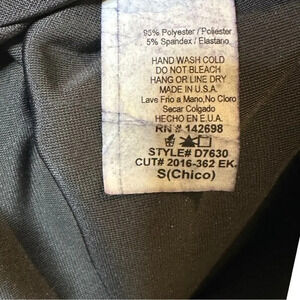 95% Polyester / Poliester
5% Spandex / Elastano
HAND WASH COLD
DO NOT BLEACH
HANG OR LINE DRY
MADE IN U.S.A.
Lave Frio a Mano, No Cloro
Secar Colgado
HECHO EN E.U.A.
RN # 142698
STYLE# D7630
CUT# 2016-362 EK.
S(Chico)